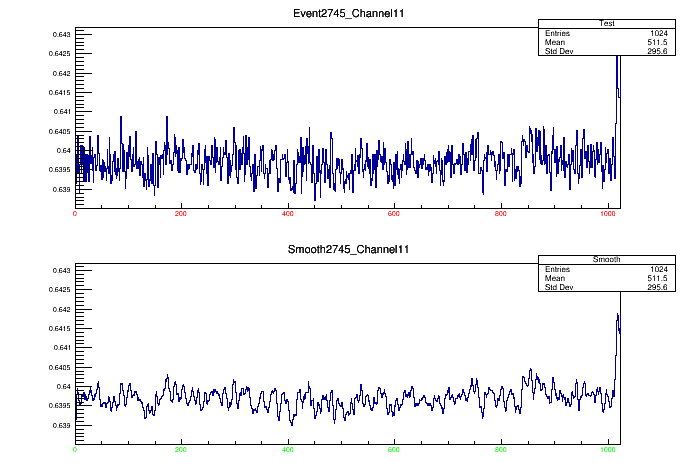 Event2745_Channel11
Test
Entries 1024
Mean 511.5
Std Dev 295.6
0.643
0.6425
0.642
0.6415
0.641
0.6405
0.64
0.6395
0.639
0 200 400 600 800 1000
Smooth2745_Channel11
Smooth
Entries 1024
Mean 511.5
Std Dev 295.6
0.643
0.6425
0.642
0.6415
0.641
0.6405
0.64
0.6395
0.639
0 200 400 600 800 1000